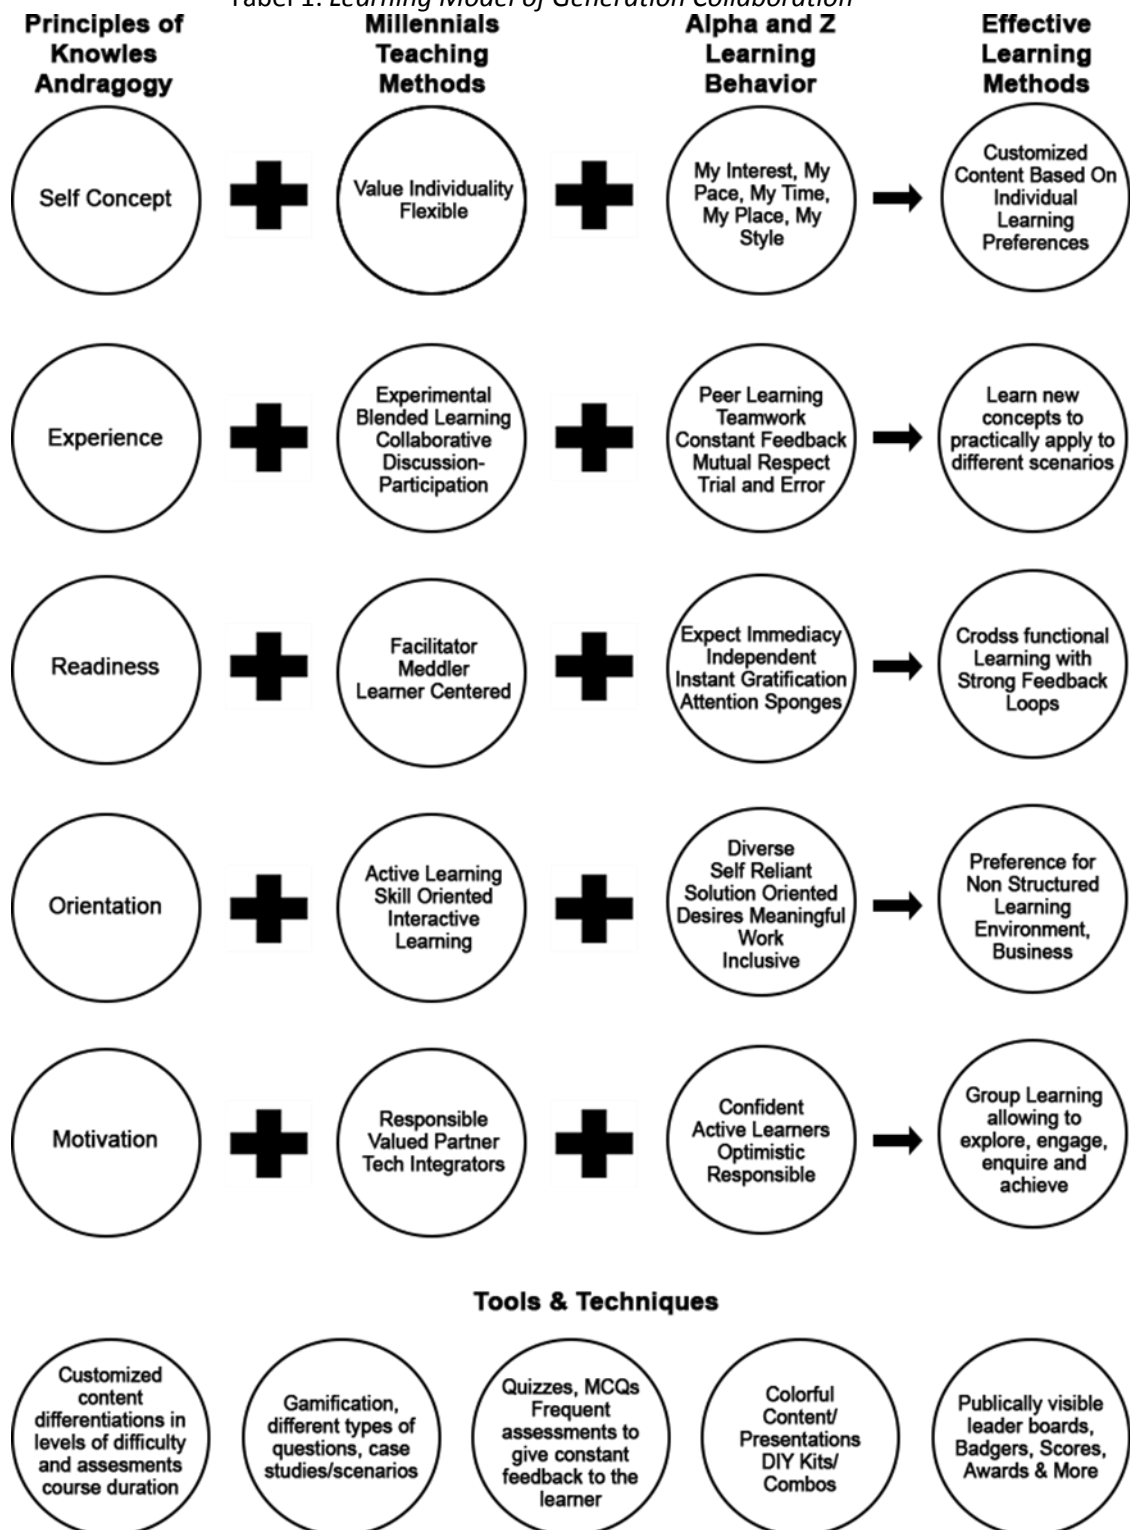 Tabel 1. Learning Model of Generation Collaboration
Principles of
Knowles
Andragogy
Millennials
Teaching
Methods
Alpha and Z
Learning
Behavior
Effective
Learning
Methods
Self Concept
Value Individuality
Flexible
My Interest, My
Pace, My Time,
My Place, My
Style
Customized
Content Based On
Individual
Learning
Preferences
Experience
Experimental
Blended Learning
Collaborative
Discussion-
Participation
Peer Learning
Teamwork
Constant Feedback
Mutual Respect
Trial and Error
Learn new
concepts to
practically apply to
different scenarios
Readiness
Facilitator
Meddler
Learner Centered
Expect Immediacy
Independent
Instant Gratification
Attention Sponges
Crodss functional
Learning with
Strong Feedback
Loops
Orientation
Active Learning
Skill Oriented
Interactive
Learning
Diverse
Self Reliant
Solution Oriented
Desires Meaningful
Work
Inclusive
Preference for
Non Structured
Learning
Environment,
Business
Motivation
Responsible
Valued Partner
Tech Integrators
Confident
Active Learners
Optimistic
Responsible
Group Learning
allowing to
explore, engage,
enquire and
achieve
Tools & Techniques
Customized
content
differentiations in
levels of difficulty
and assesments
course duration
Gamification,
different types of
questions, case
studies/scenarios
Quizzes, MCQs
Frequent
assessments to
give constant
feedback to the
learner
Colorful
Content/
Presentations
DIY Kits/
Combos
Publically visible
leader boards,
Badgers, Scores,
Awards & More